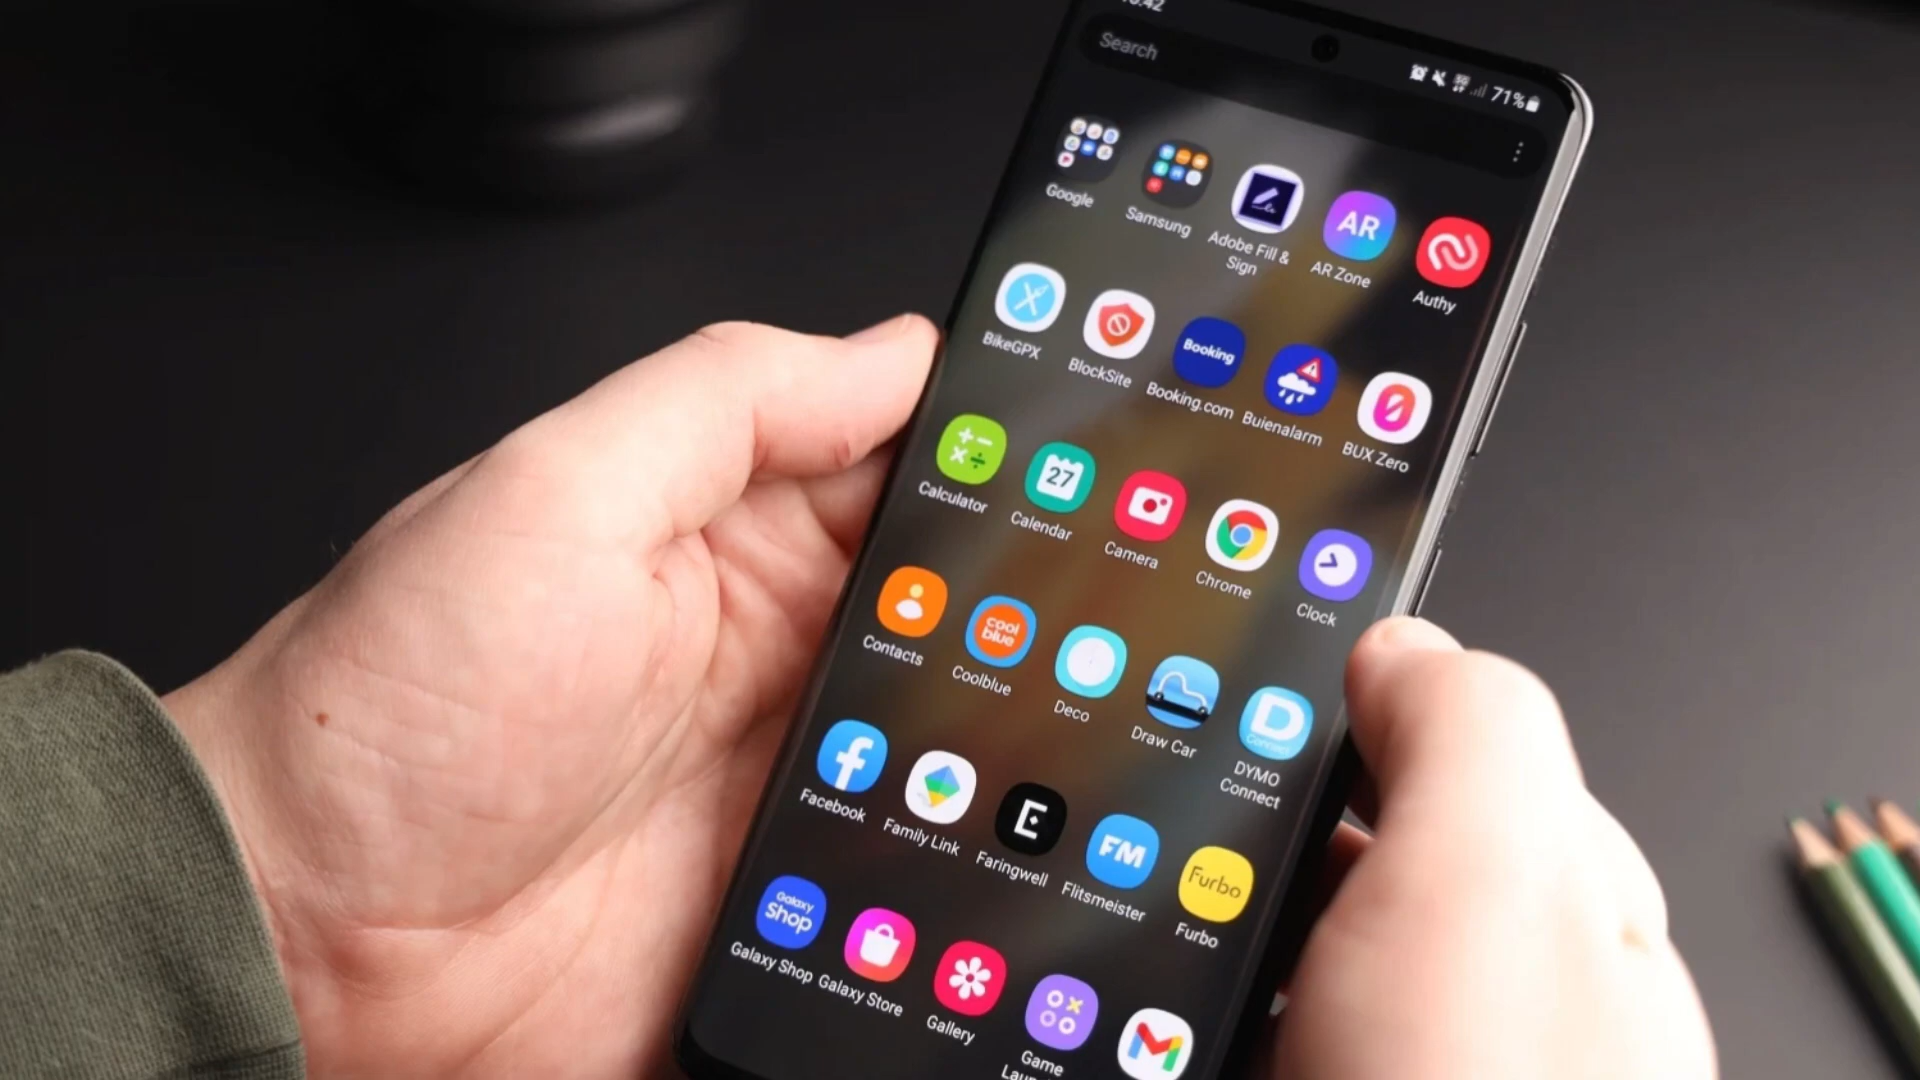 Search
71%
Google
Samsung
Adobe Fill &
Sign
AR
AR Zone
Authy
BikeGPX
BlockSite
Booking
Booking.com
Buienalarm
BUX Zero
Calculator
27
Calendar
Camera
Chrome
Clock
Contacts
cool
blue
Coolblue
Deco
Draw Car
D
Connect
DYMO
Connect
f
Facebook
Family Link
E
Faringwell
FM
Flitsmeister
Furbo
Furbo
Galaxy
Shop
Galaxy Shop
Galaxy Store
Gallery
Game